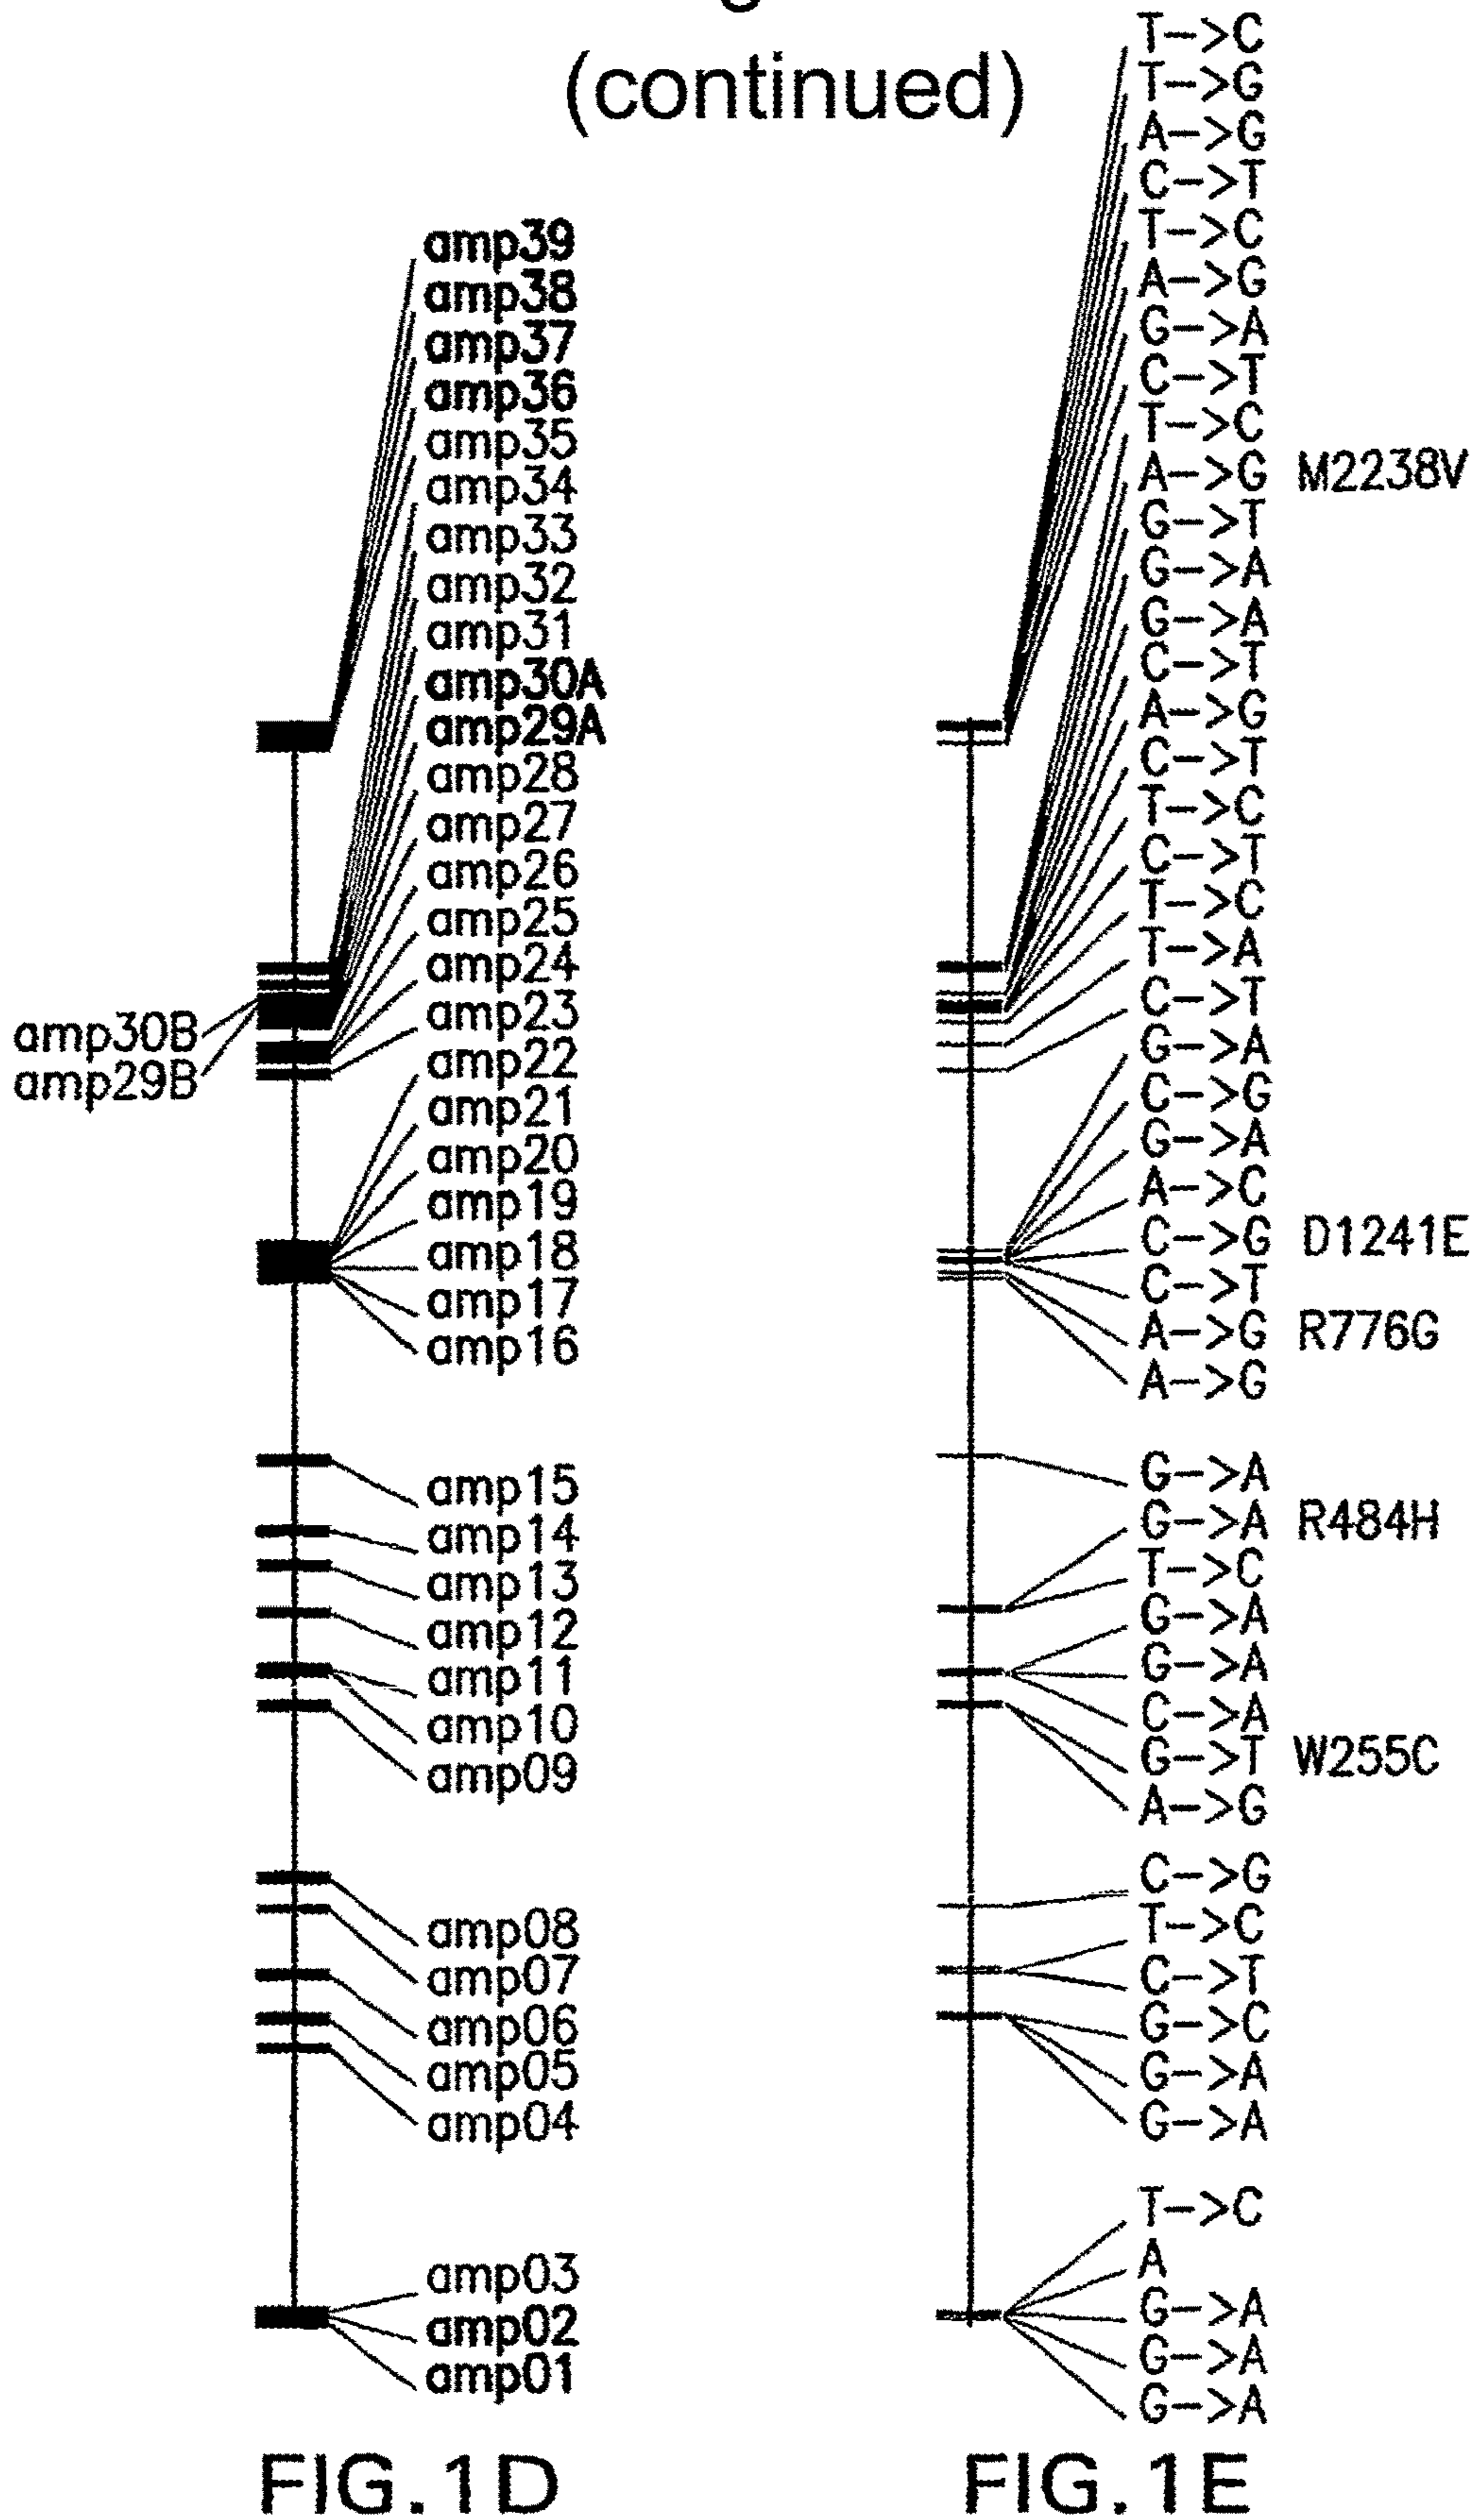 (continued)
amp39
amp38
amp37
amp36
amp35
amp34
amp33
amp32
amp31
amp30A
amp29A
amp28
amp27
amp26
amp25
amp24
amp23
amp22
amp21
amp20
amp19
amp18
amp17
amp16
amp15
amp14
amp13
amp12
amp11
amp10
amp09
amp08
amp07
amp06
amp05
amp04
amp03
amp02
amp01
amp30B
amp29B
FIG.1D
T->C
T->G
A->G
C->T
T->C
A->G
G->A
C->T
T->C
A->G M2238V
G->T
G->A
G->A
C->T
A->G
C->T
T->C
C->T
T->C
T->A
C->T
G->A
C->G
G->A
A->C
C->G D1241E
C->T
A->G R776G
A->G
G->A
G->A R484H
T->C
G->A
G->A
C->A
G->T W255C
A->G
C->G
T->C
C->T
G->C
G->A
G->A
T->C
A
G->A
G->A
G->A
FIG.1E